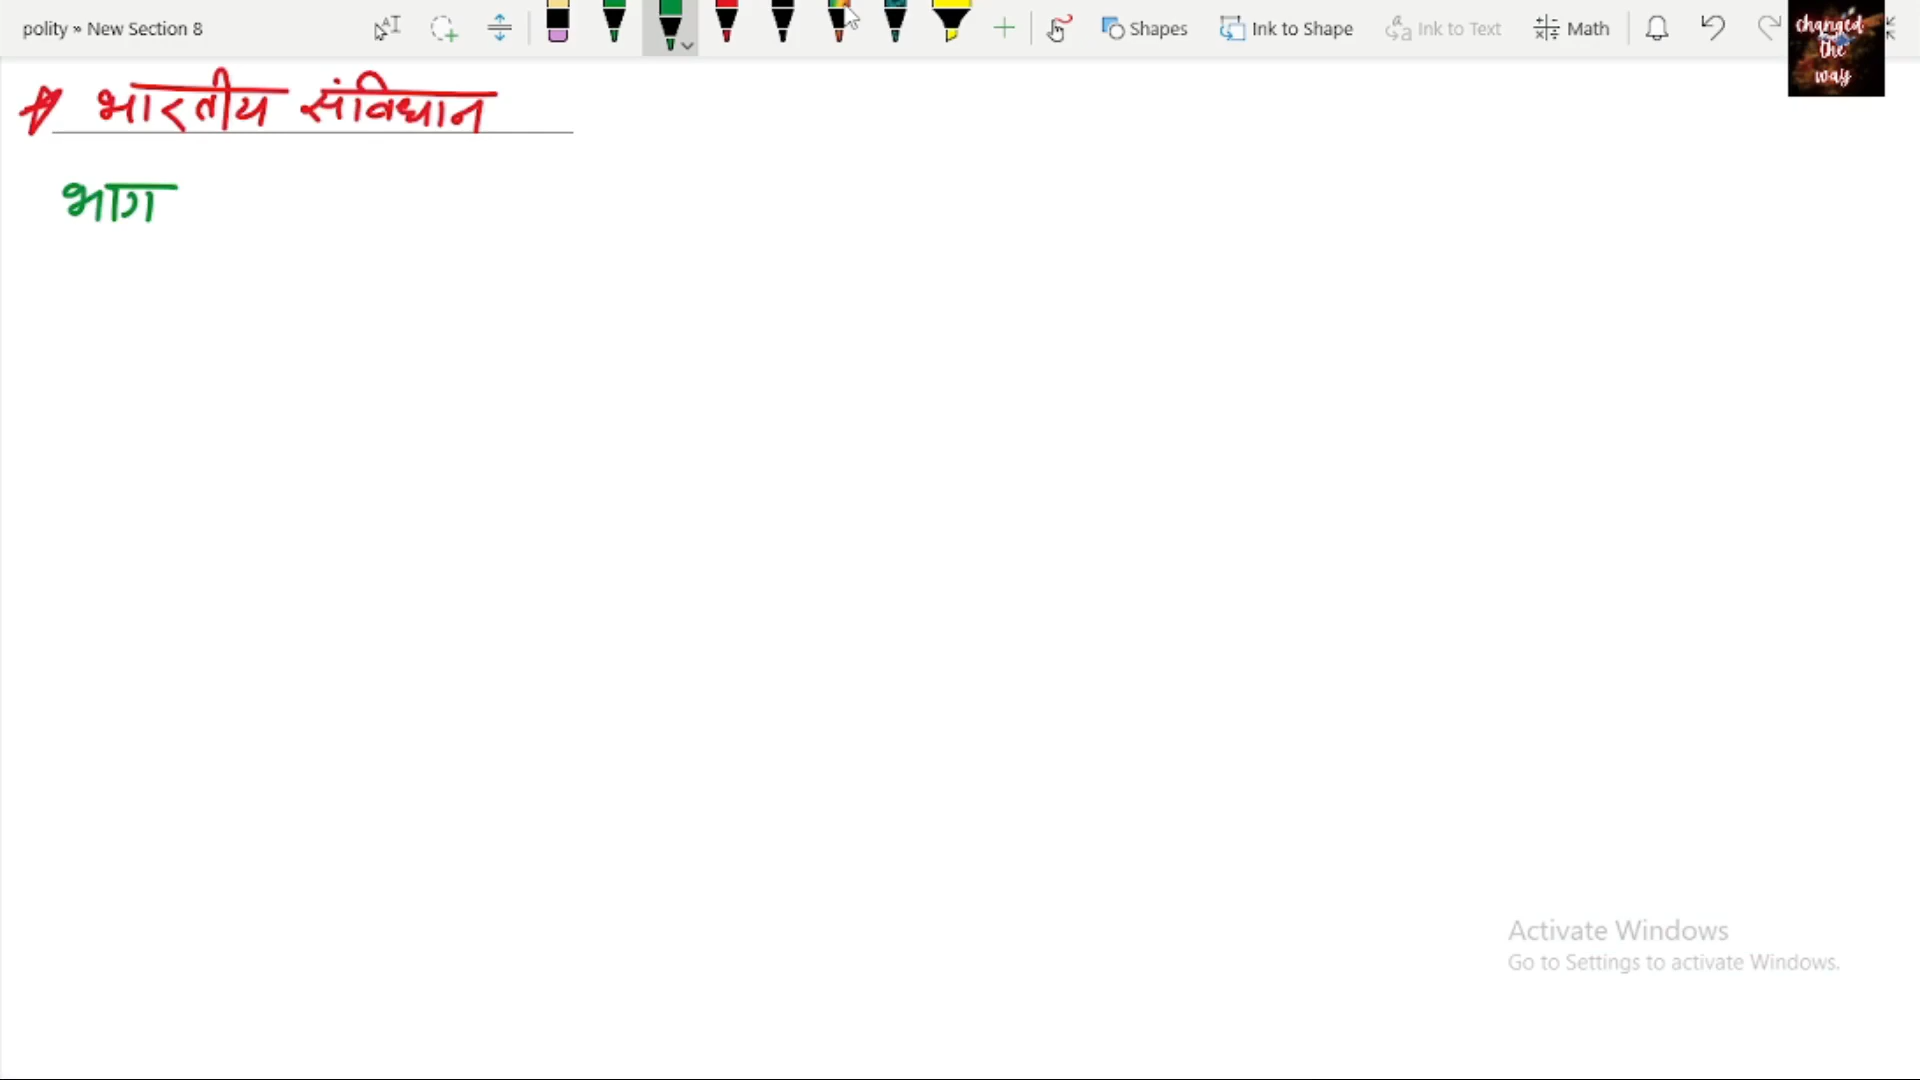 polity » New Section 8
Shapes
Ink to Shape
Ink to Text
Math
changed
the
way
भारतीय संविधान
भाग
Activate Windows
Go to Settings to activate Windows.